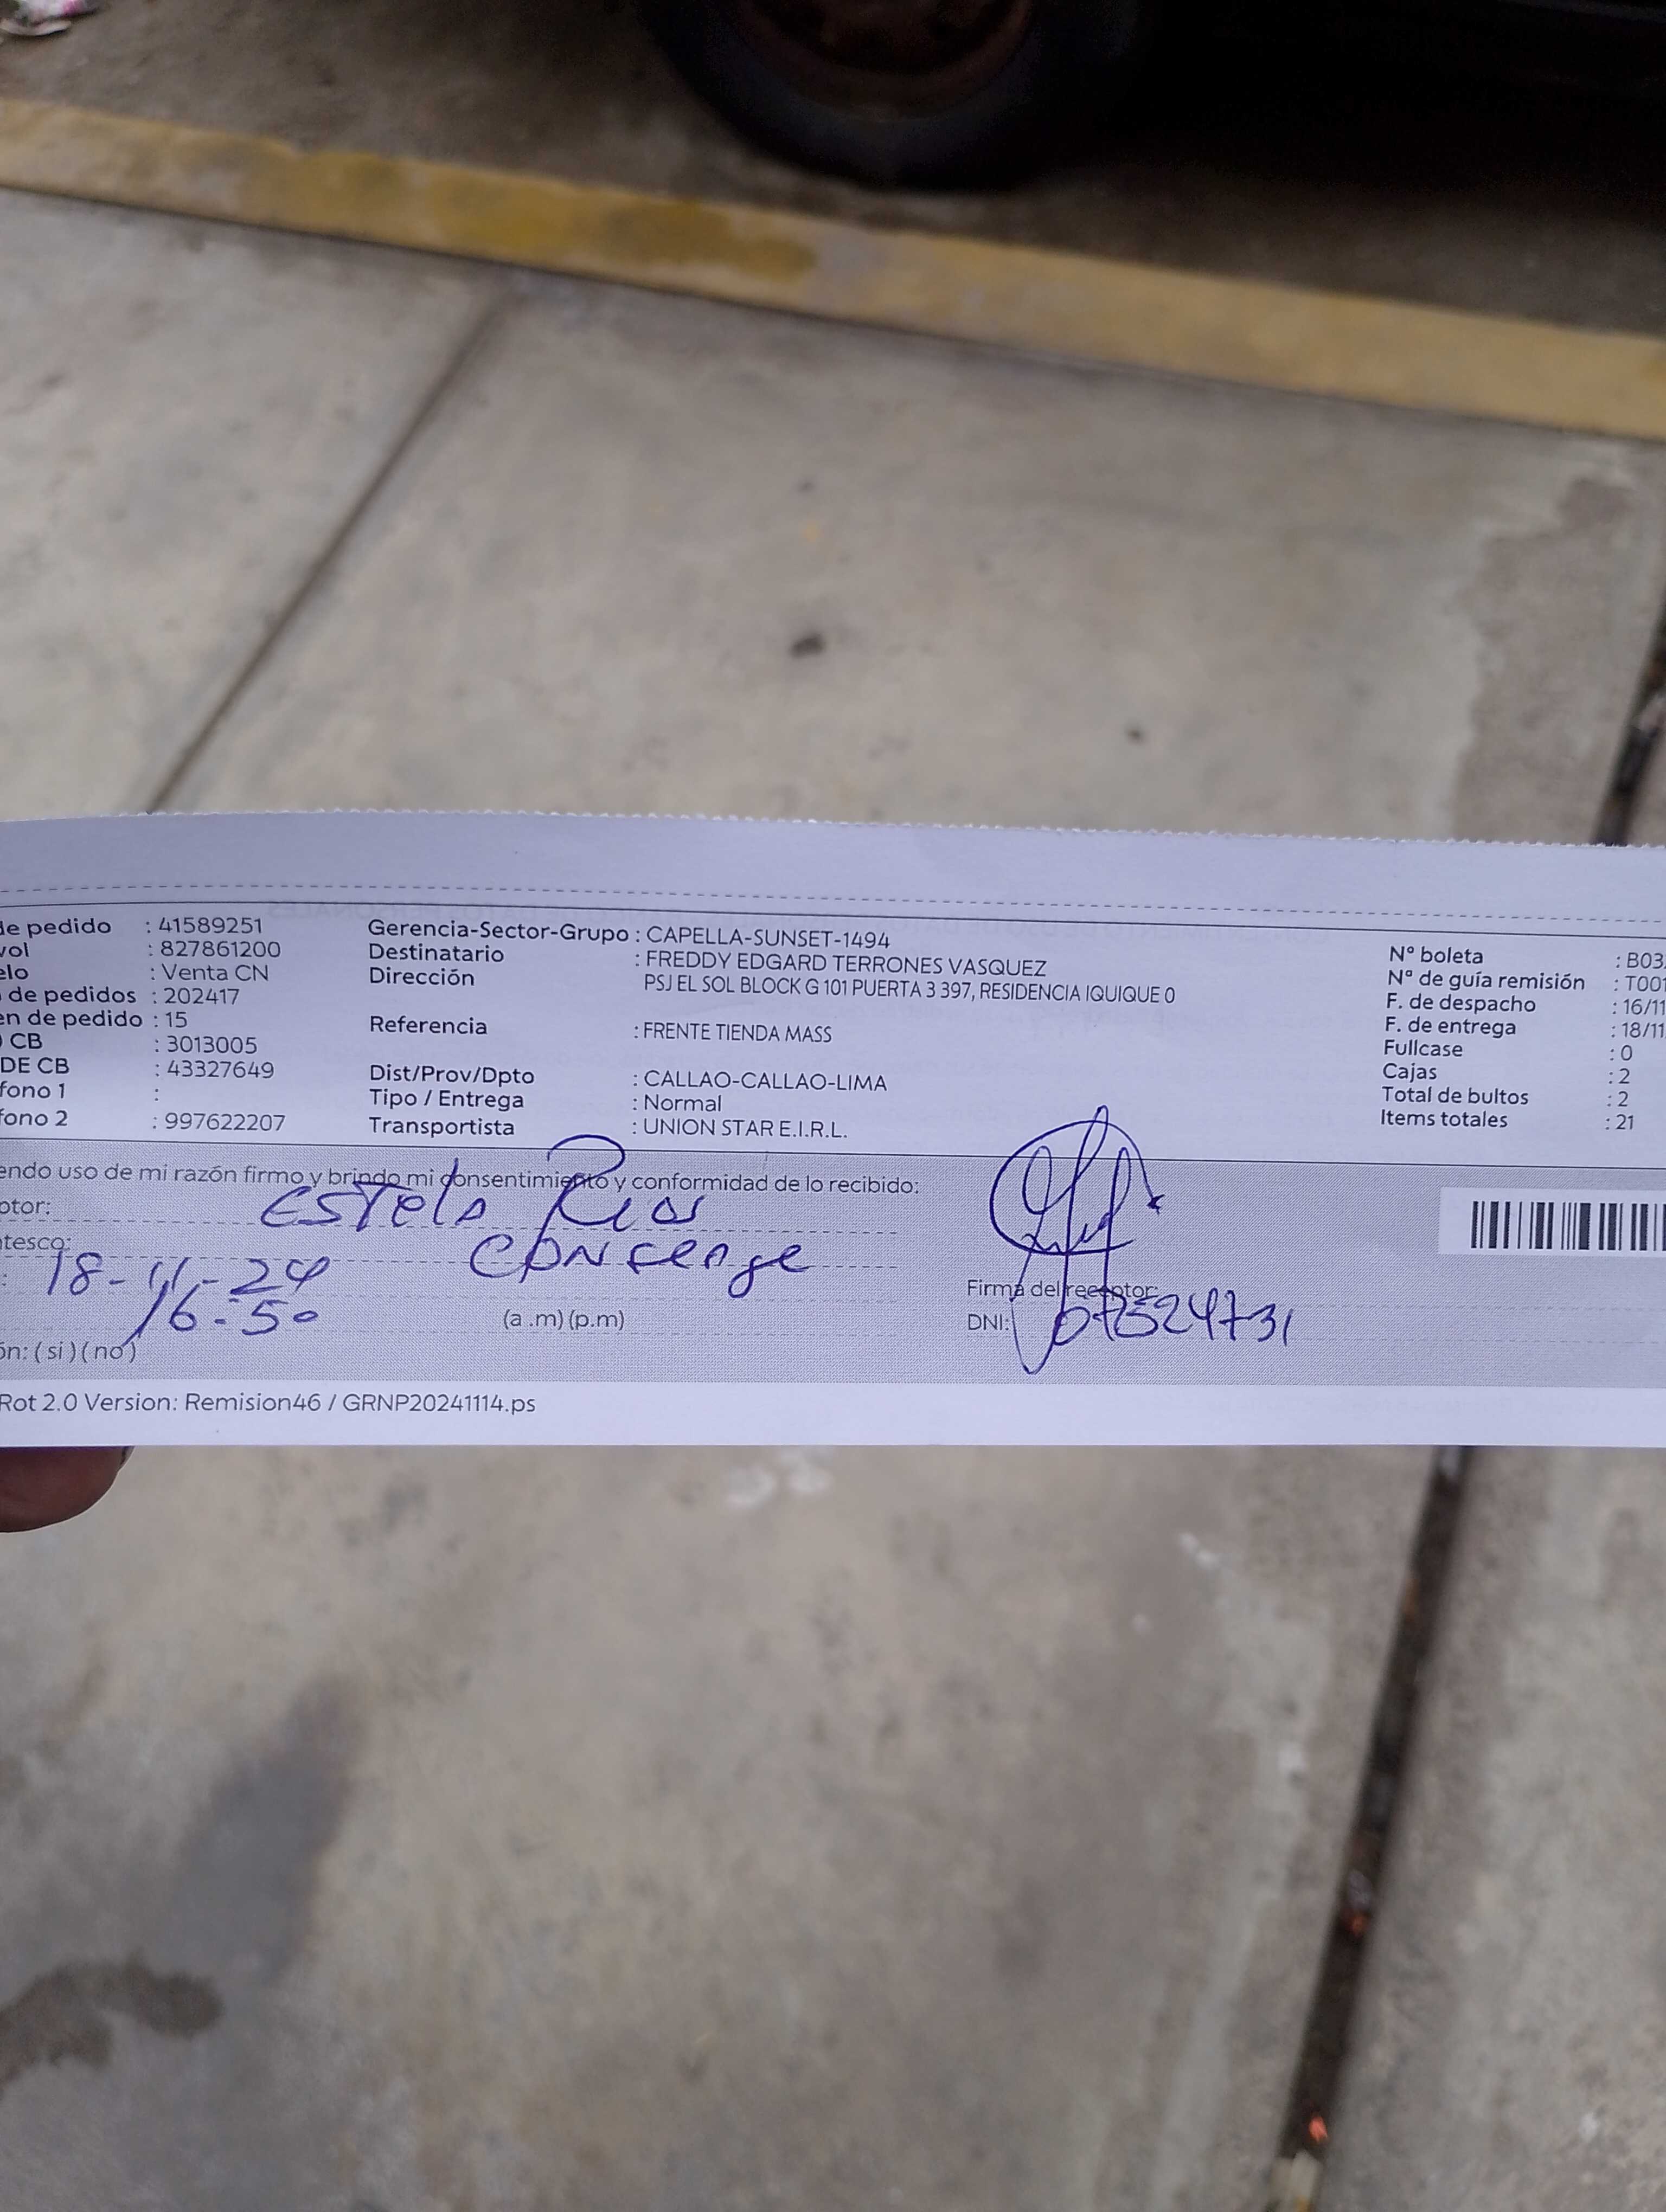 de pedido : 41589251
vol : 827861200
elo : Venta CN
de pedidos : 202417
en de pedido : 15
CB : 3013005
DE CB : 43327649
fono 1 :
fono 2 : 997622207
Gerencia-Sector-Grupo : CAPELLA-SUNSET-1494
Destinatario : FREDDY EDGARD TERRONES VASQUEZ
Dirección PSJ EL SOL BLOCK G 101 PUERTA 3 397, RESIDENCIA IQUIQUE 0
Referencia : FRENTE TIENDA MASS
Dist/Prov/Dpto : CALLAO-CALLAO-LIMA
Tipo / Entrega : Normal
Transportista : UNION STAR E.I.R.L.
Nº boleta : B03
Nº de guía remisión : T001
F. de despacho : 16/11
F. de entrega : 18/11
Fullcase : 0
Cajas : 2
Total de bultos : 2
Items totales : 21
endo uso de mi razón firmo y brindo mi consentimiento y conformidad de lo recibido:
ptor: Estela Rios
tesco: Conserge
: 18-11-24
16:50 (a .m) (p.m)
ón: ( si ) ( no )
Firma del receptor:
DNI: 07524731
Rot 2.0 Version: Remision46 / GRNP20241114.ps